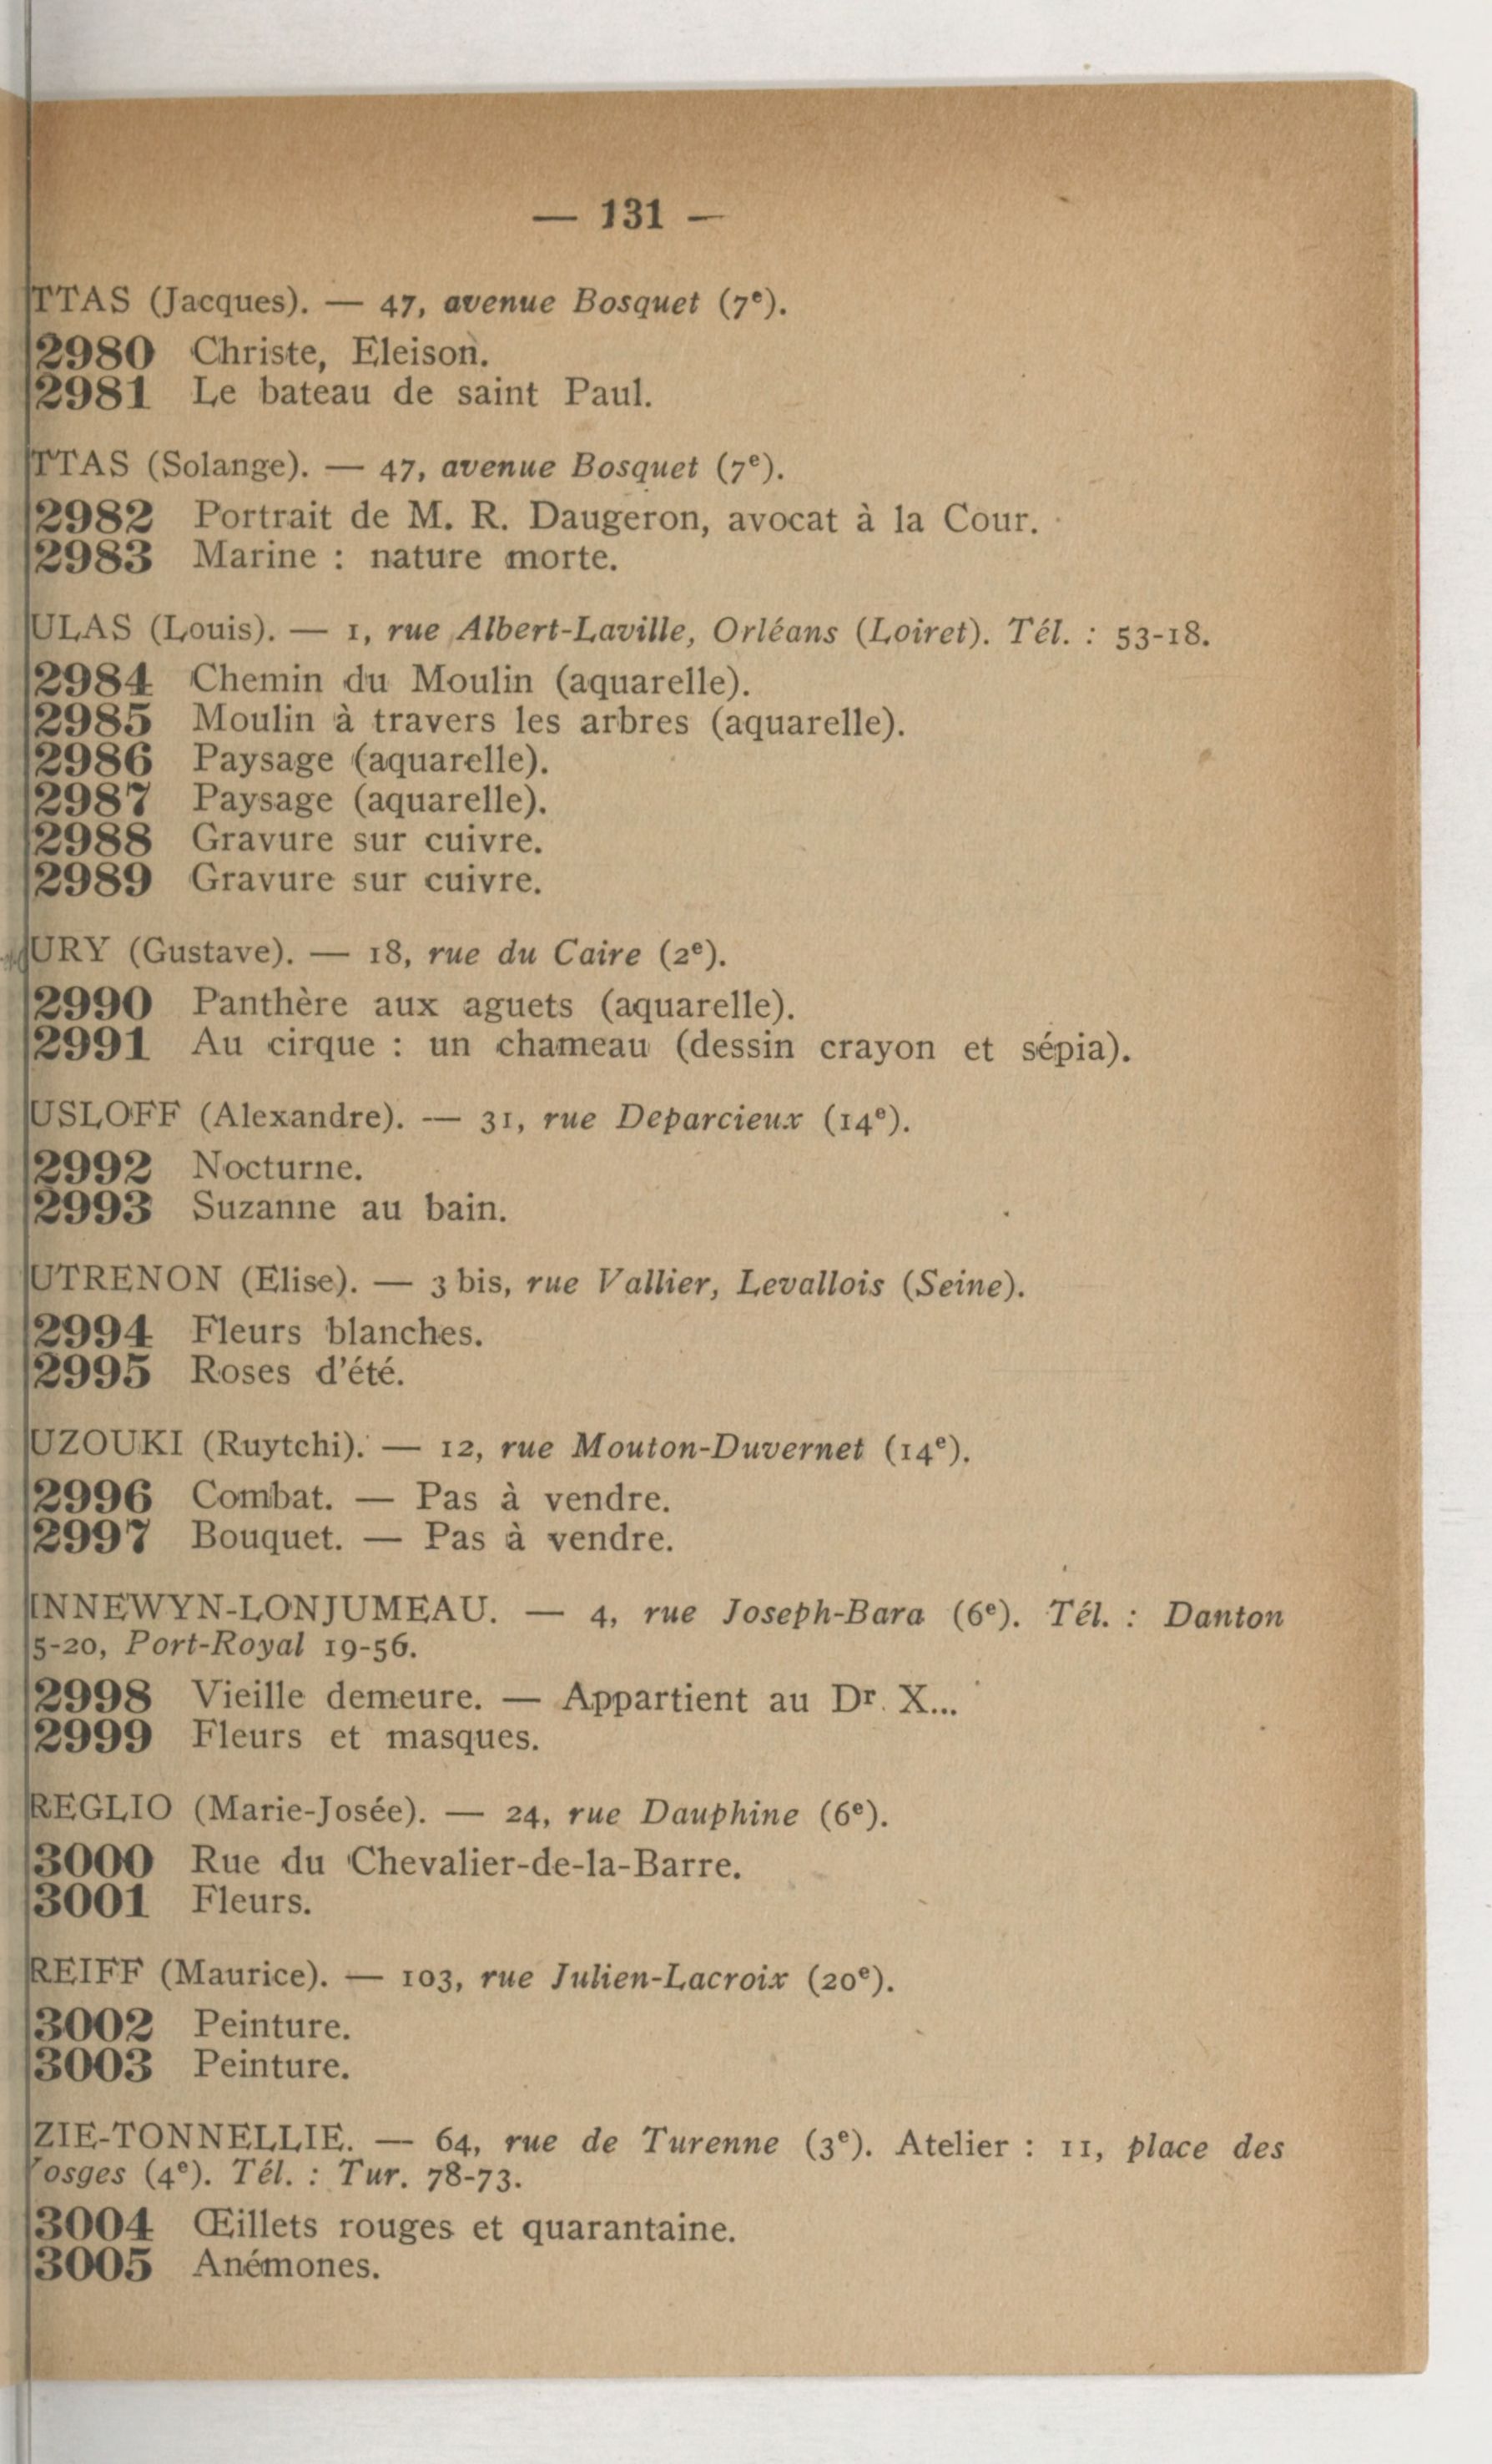 — 131 —
TTAS (Jacques). — 47, avenue Bosquet (7e).
2980 Christe, Eleison.
2981 Le bateau de saint Paul.
TTAS (Solange). — 47, avenue Bosquet (7e).
2982 Portrait de M. R. Daugeron, avocat à la Cour.
2983 Marine : nature morte.
ULAS (Louis). — 1, rue Albert-Laville, Orléans (Loiret). Tél. : 53-18.
2984 Chemin du Moulin (aquarelle).
2985 Moulin à travers les arbres (aquarelle).
2986 Paysage (aquarelle).
2987 Paysage (aquarelle).
2988 Gravure sur cuivre.
2989 Gravure sur cuivre.
URY (Gustave). — 18, rue du Caire (2e).
2990 Panthère aux aguets (aquarelle).
2991 Au cirque : un chameau (dessin crayon et sépia).
USLOFF (Alexandre). — 31, rue Deparcieux (14e).
2992 Nocturne.
2993 Suzanne au bain.
UTRENON (Elise). — 3 bis, rue Vallier, Levallois (Seine).
2994 Fleurs blanches.
2995 Roses d'été.
UZOUKI (Ruytchi). — 12, rue Mouton-Duvernet (14e).
2996 Combat. — Pas à vendre.
2997 Bouquet. — Pas à vendre.
INNEWYN-LONJUMEAU. — 4, rue Joseph-Bara (6e). Tél. : Danton
5-20, Port-Royal 19-56.
2998 Vieille demeure. — Appartient au Dr X...
2999 Fleurs et masques.
REGLIO (Marie-Josée). — 24, rue Dauphine (6e).
3000 Rue du Chevalier-de-la-Barre.
3001 Fleurs.
REIFF (Maurice). — 103, rue Julien-Lacroix (20e).
3002 Peinture.
3003 Peinture.
ZIE-TONNELLIE. — 64, rue de Turenne (3e). Atelier : 11, place des
osges (4e). Tél. : Tur. 78-73.
3004 Œillets rouges et quarantaine.
3005 Anémones.